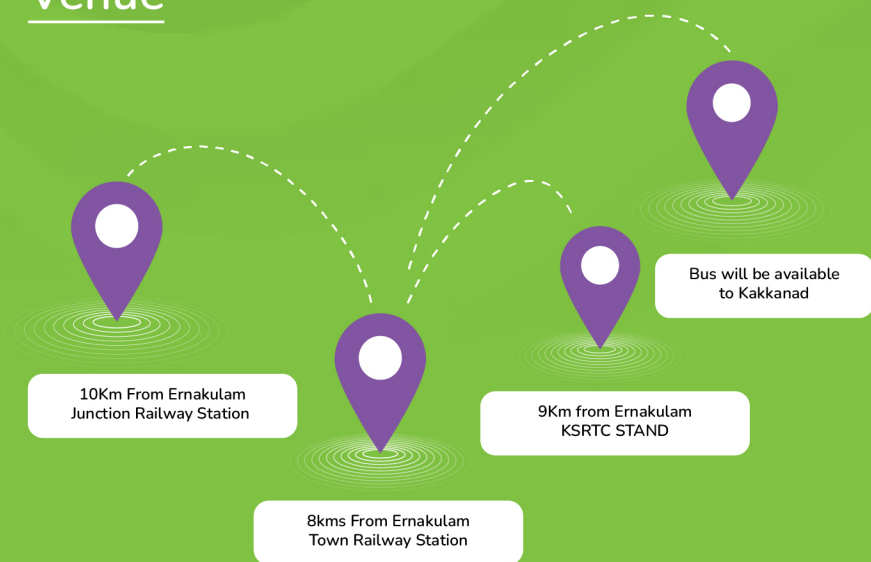 Venue
Bus will be available
to Kakkanad
10Km From Ernakulam
Junction Railway Station
9Km from Ernakulam
KSRTC STAND
8kms From Ernakulam
Town Railway Station